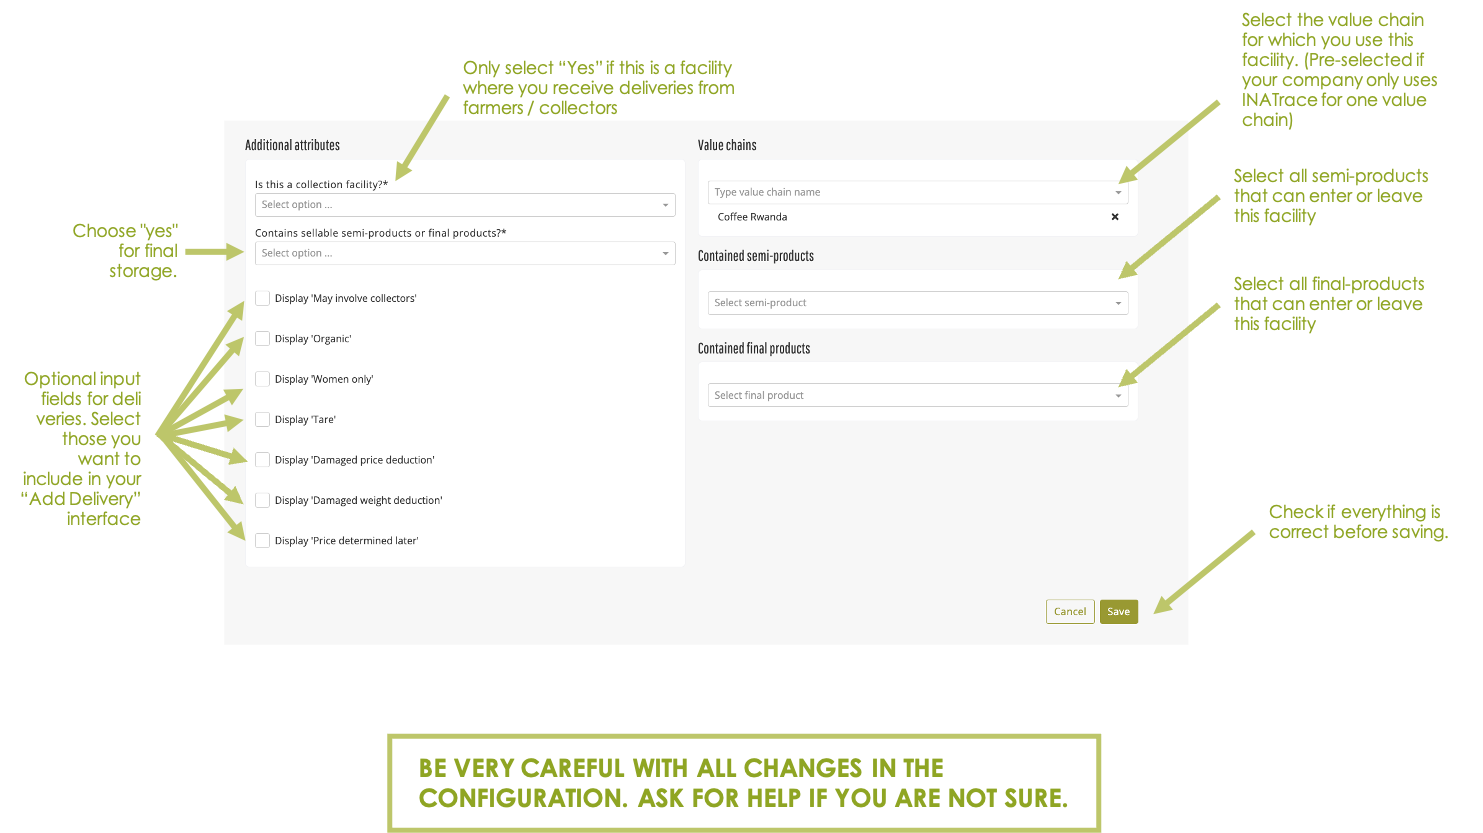 Select the value chain
for which you use this
facility. (Pre-selected if
your company only uses
INATrace for one value
chain)
Only select “Yes” if this is a facility
where you receive deliveries from
farmers / collectors
Additional attributes
Is this a collection facility?*
Select option ...
Contains sellable semi-products or final products?*
Select option ...
Choose "yes"
for final
storage.
Display 'May involve collectors'
Display 'Organic'
Display 'Women only'
Display 'Tare'
Display 'Damaged price deduction'
Display 'Damaged weight deduction'
Display 'Price determined later'
Optional input
fields for deli
veries. Select
those you
want to
include in your
“Add Delivery”
interface
Value chains
Type value chain name
Coffee Rwanda
Contained semi-products
Select semi-product
Contained final products
Select final product
Select all semi-products
that can enter or leave
this facility
Select all final-products
that can enter or leave
this facility
Check if everything is
correct before saving.
Cancel Save
BE VERY CAREFUL WITH ALL CHANGES IN THE
CONFIGURATION. ASK FOR HELP IF YOU ARE NOT SURE.